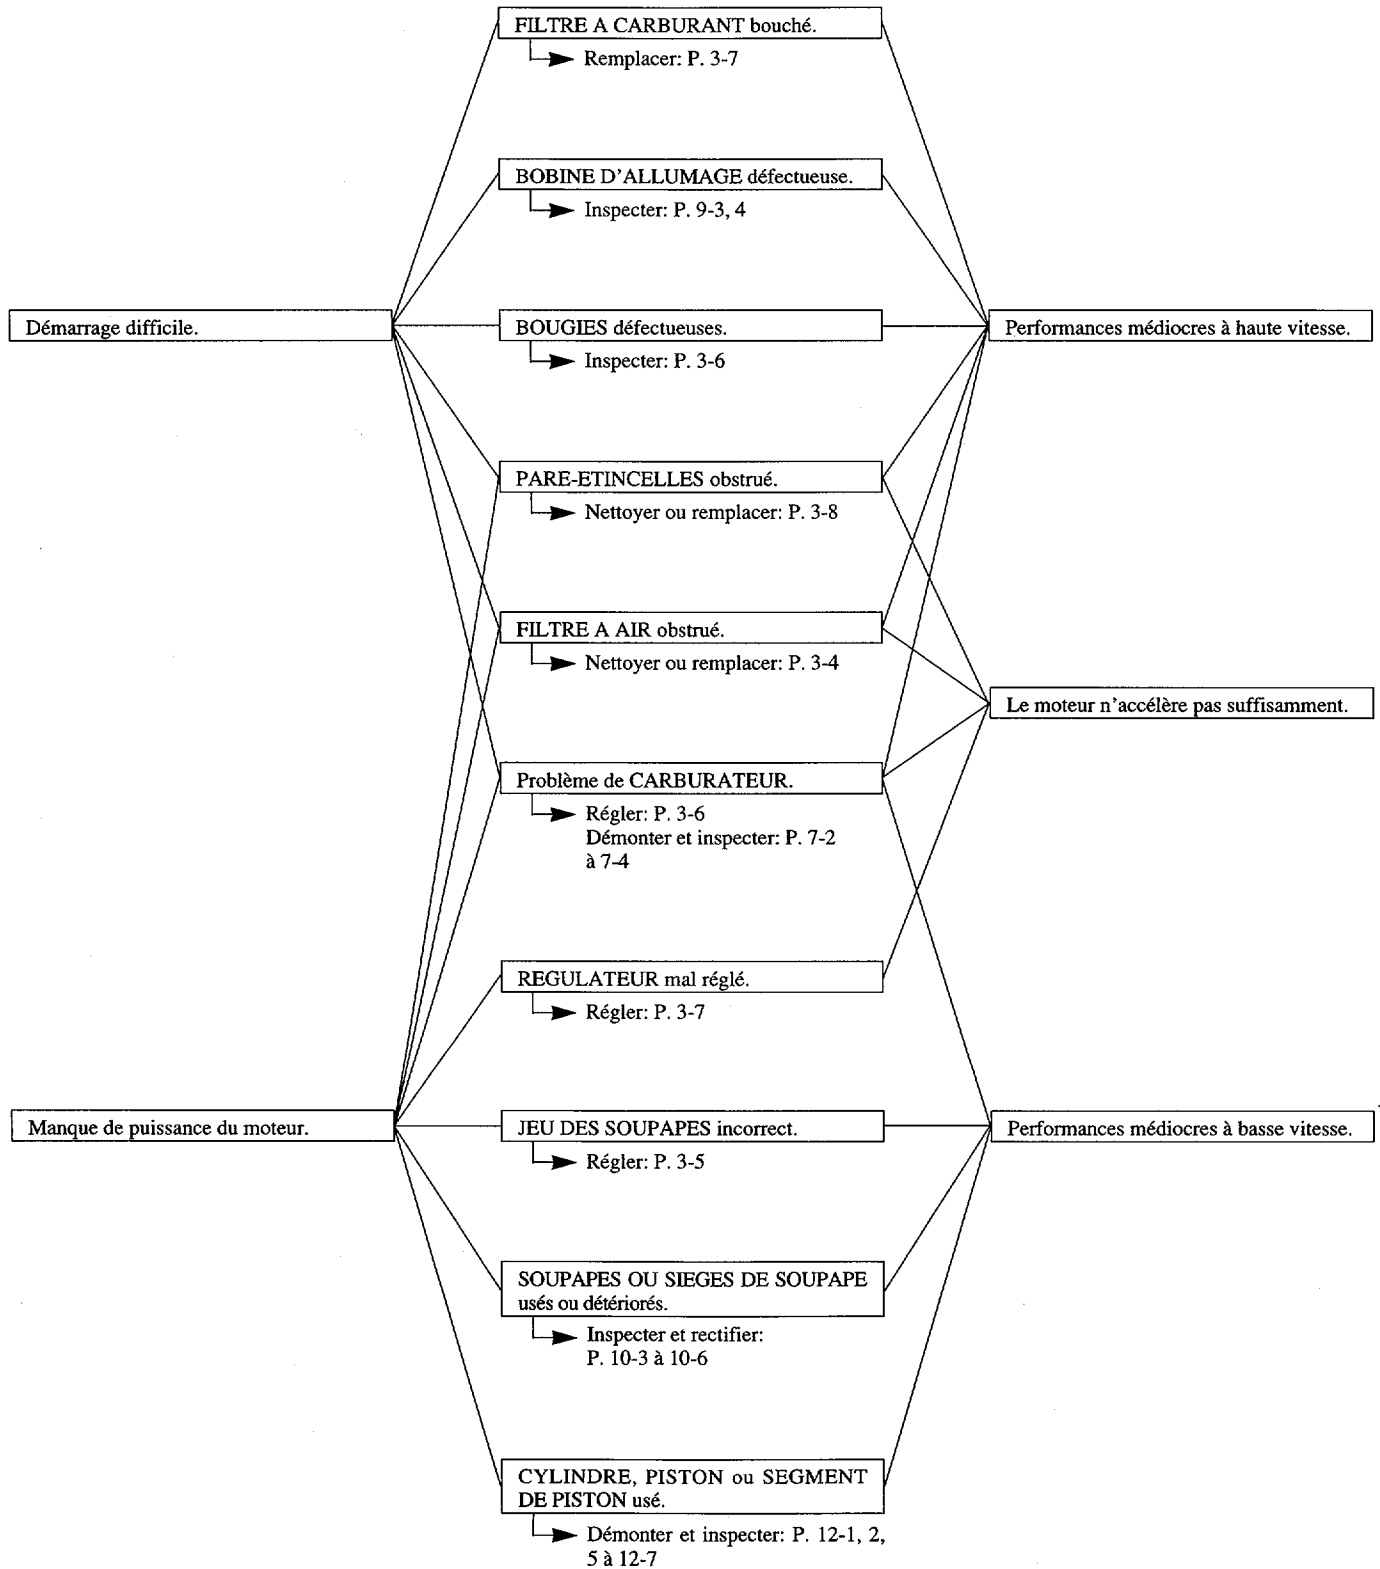 FILTRE A CARBURANT bouché.
Remplacer: P. 3-7
BOBINE D'ALLUMAGE défectueuse.
Inspecter: P. 9-3, 4
Démarrage difficile.
BOUGIES défectueuses.
Performances médiocres à haute vitesse.
Inspecter: P. 3-6
PARE-ETINCELLES obstrué.
Nettoyer ou remplacer: P. 3-8
FILTRE A AIR obstrué.
Nettoyer ou remplacer: P. 3-4
Le moteur n'accélère pas suffisamment.
Problème de CARBURATEUR.
Régler: P. 3-6
Démonter et inspecter: P. 7-2
à 7-4
REGULATEUR mal réglé.
Régler: P. 3-7
Manque de puissance du moteur.
JEU DES SOUPAPES incorrect.
Performances médiocres à basse vitesse.
Régler: P. 3-5
SOUPAPES OU SIEGES DE SOUPAPE
usés ou détériorés.
Inspecter et rectifier:
P. 10-3 à 10-6
CYLINDRE, PISTON ou SEGMENT
DE PISTON usé.
Démonter et inspecter: P. 12-1, 2,
5 à 12-7